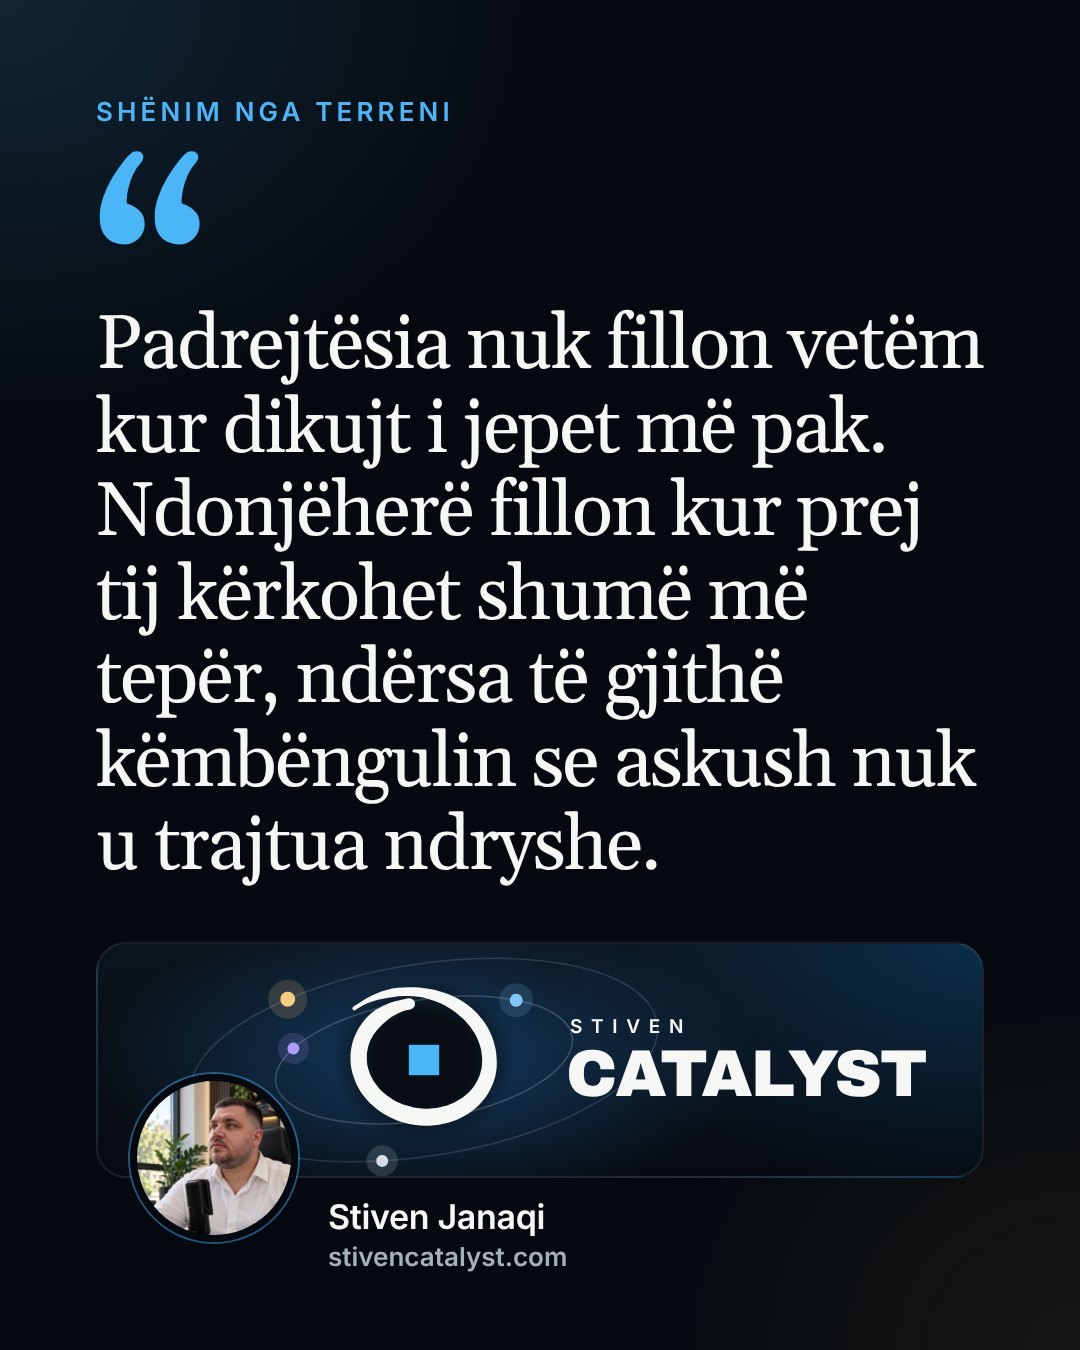 SHËNIM NGA TERRENI
“
Padrejtësia nuk fillon vetëm
kur dikujt i jepet më pak.
Ndonjëherë fillon kur prej
tij kërkohet shumë më
tepër, ndërsa të gjithë
këmbëngulin se askush nuk
u trajtua ndryshe.
STIVEN
CATALYST
Stiven Janaqi
stivencatalyst.com